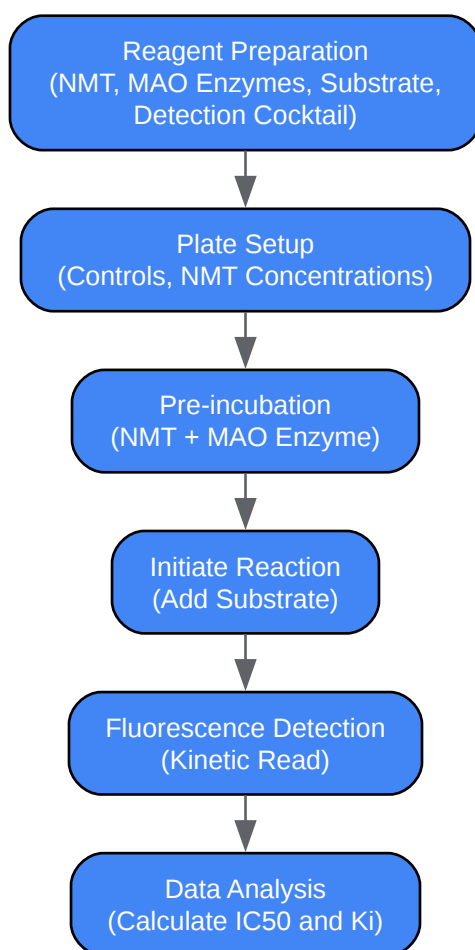 Reagent Preparation
(NMT, MAO Enzymes, Substrate,
Detection Cocktail)
Plate Setup
(Controls, NMT Concentrations)
Pre-incubation
(NMT + MAO Enzyme)
Initiate Reaction
(Add Substrate)
Fluorescence Detection
(Kinetic Read)
Data Analysis
(Calculate IC50 and Ki)